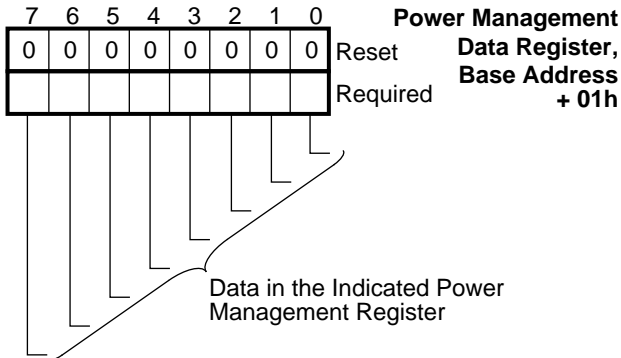 7 6 5 4 3 2 1 0
Power Management
Data Register,
Base Address
+ 01h
0 0 0 0 0 0 0 0 Reset
Required
Data in the Indicated Power
Management Register